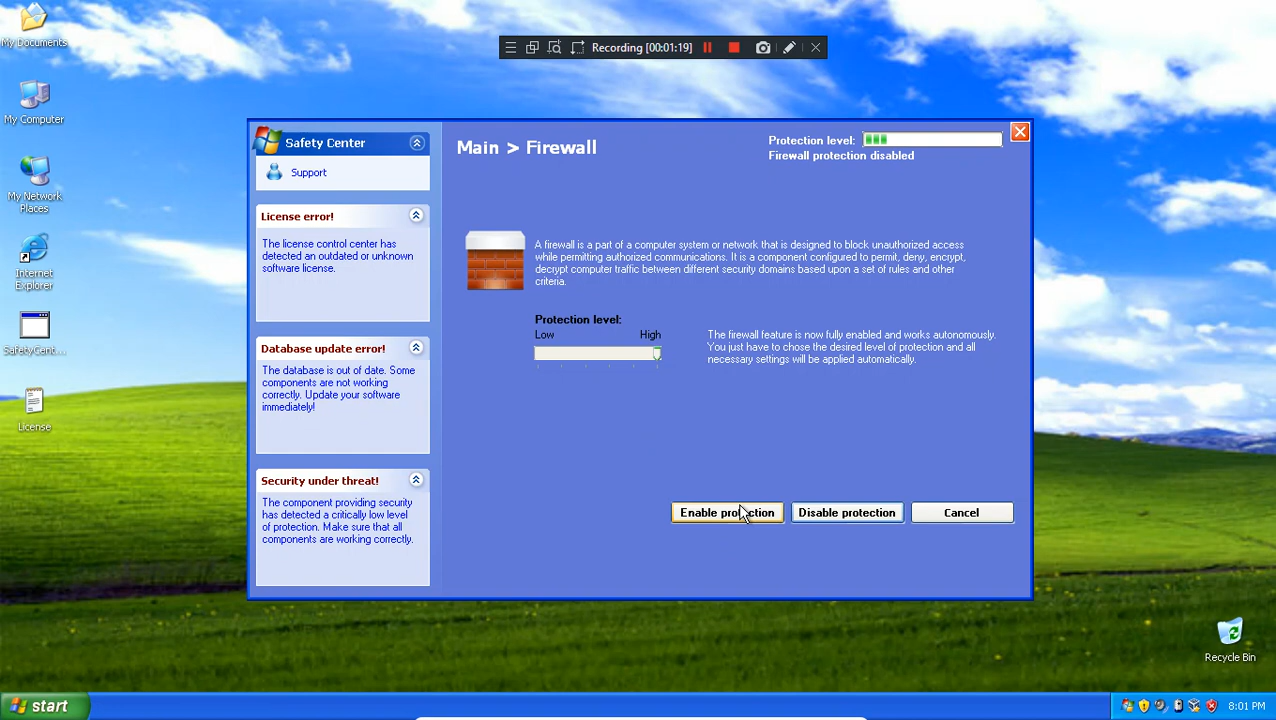 My Documents
My Computer
My Network
Places
Internet
Explorer
SafetyCent...
License
Recording [00:01:19]
Safety Center
Support
License error!
The license control center has
detected an outdated or unknown
software license.
Database update error!
The database is out of date. Some
components are not working
correctly. Update your software
immediately!
Security under threat!
The component providing security
has detected a critically low level
of protection. Make sure that all
components are working correctly.
Main > Firewall
Protection level:
Firewall protection disabled
A firewall is a part of a computer system or network that is designed to block unauthorized access
while permitting authorized communications. It is a component configured to permit, deny, encrypt,
decrypt computer traffic between different security domains based upon a set of rules and other
criteria.
Protection level:
Low High
The firewall feature is now fully enabled and works autonomously.
You just have to chose the desired level of protection and all
necessary settings will be applied automatically.
Enable protection Disable protection Cancel
Recycle Bin
start
8:01 PM